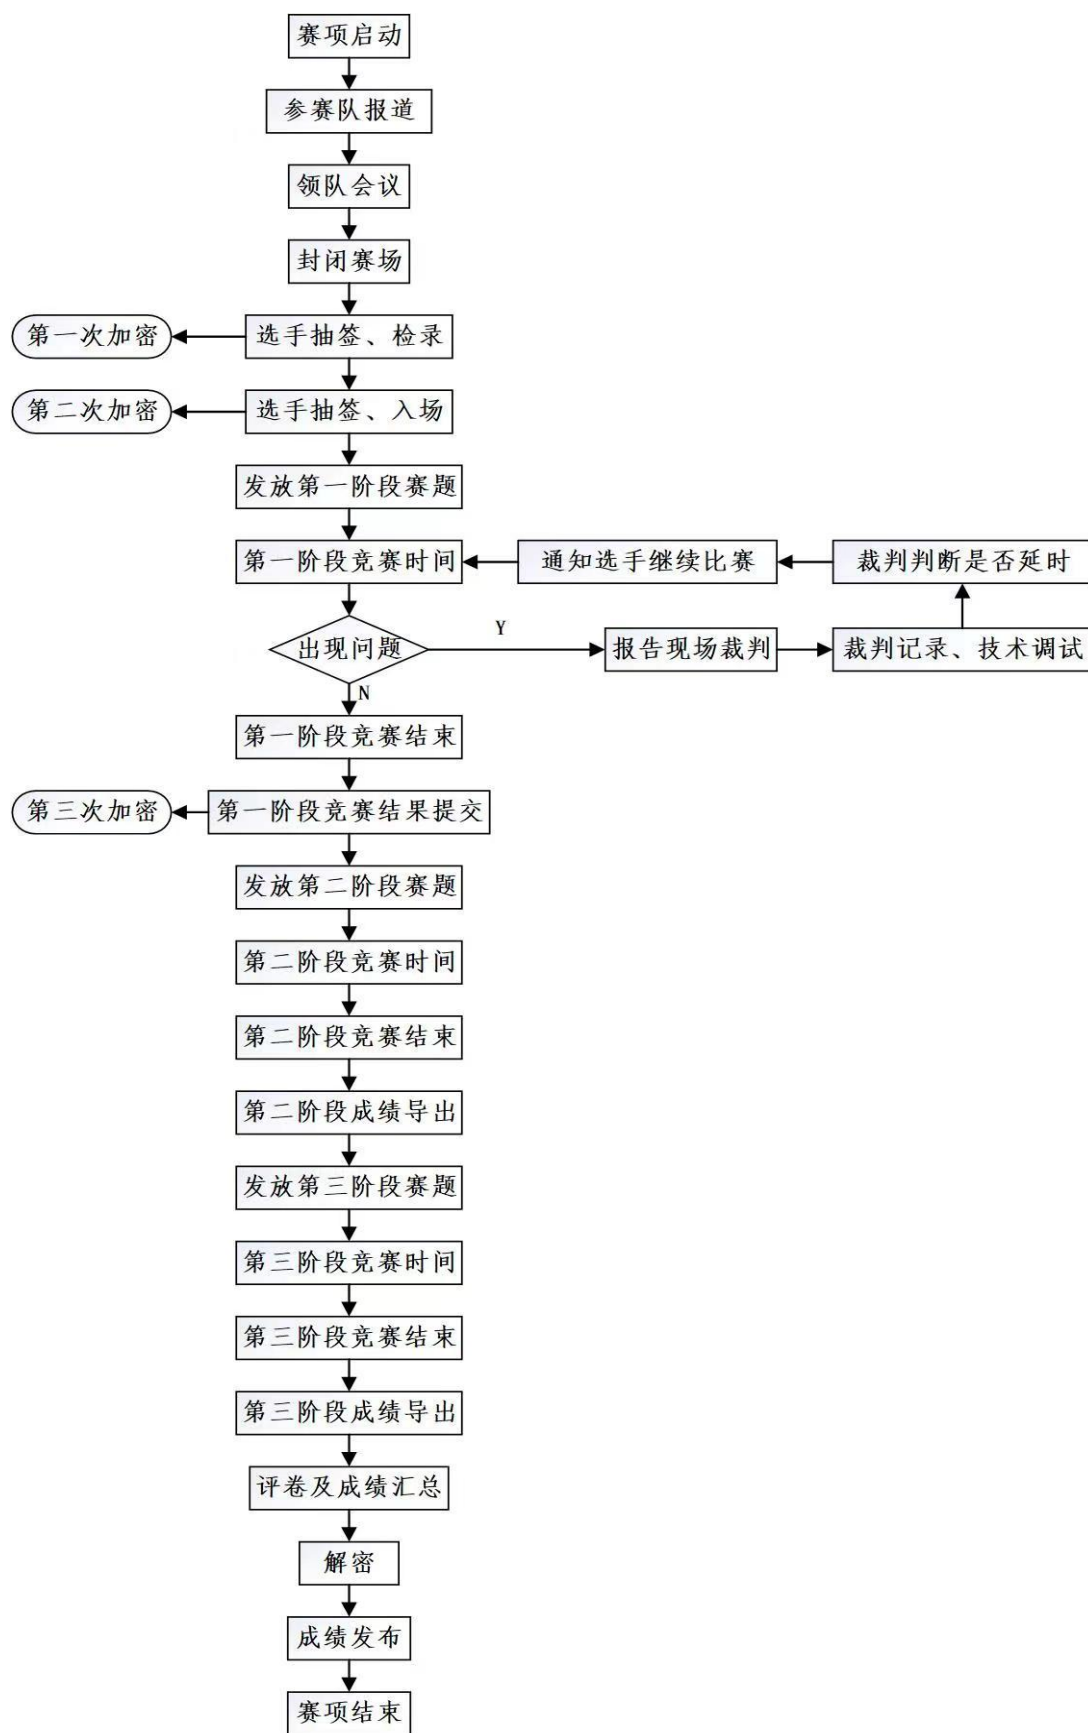 赛项启动
参赛队报道
领队会议
封闭赛场
第一次加密
选手抽签、检录
第二次加密
选手抽签、入场
发放第一阶段赛题
第一阶段竞赛时间
通知选手继续比赛
裁判判断是否延时
出现问题
Y
报告现场裁判
裁判记录、技术调试
N
第一阶段竞赛结束
第三次加密
第一阶段竞赛结果提交
发放第二阶段赛题
第二阶段竞赛时间
第二阶段竞赛结束
第二阶段成绩导出
发放第三阶段赛题
第三阶段竞赛时间
第三阶段竞赛结束
第三阶段成绩导出
评卷及成绩汇总
解密
成绩发布
赛项结束